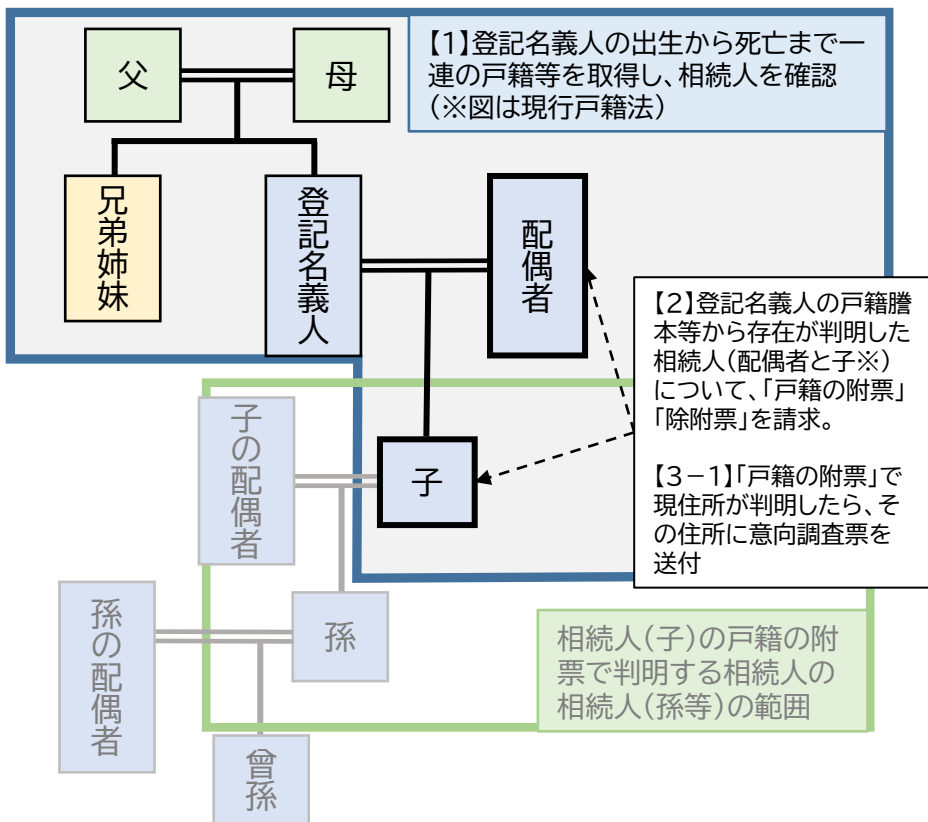 父
母
【1】登記名義人の出生から死亡まで一
連の戸籍等を取得し、相続人を確認
(※図は現行戸籍法)
兄弟姉妹
登記名義人
配偶者
【2】登記名義人の戸籍謄
本等から存在が判明した
相続人(配偶者と子※)
について、「戸籍の附票」
「除附票」を請求。
【3-1】「戸籍の附票」で
現住所が判明したら、そ
の住所に意向調査票を
送付
子の配偶者
子
孫の配偶者
孫
相続人(子)の戸籍の附
票で判明する相続人の
相続人(孫等)の範囲
曾孫